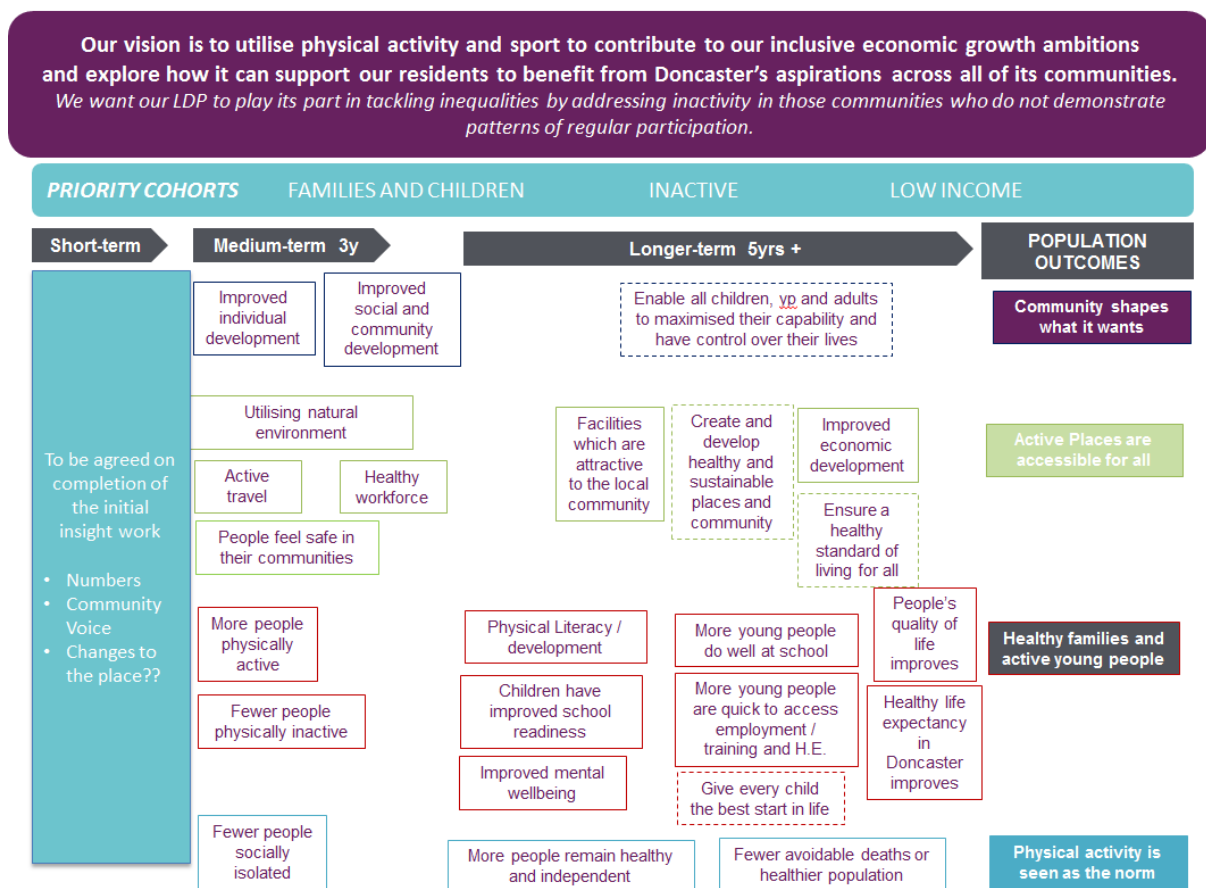 Our vision is to utilise physical activity and sport to contribute to our inclusive economic growth ambitions
and explore how it can support our residents to benefit from Doncaster's aspirations across all of its communities.
We want our LDP to play its part in tackling inequalities by addressing inactivity in those communities who do not demonstrate
patterns of regular participation.
PRIORITY COHORTS FAMILIES AND CHILDREN INACTIVE LOW INCOME
Short-term
Medium-term 3y
Longer-term 5yrs +
POPULATION
OUTCOMES
To be agreed on
completion of
the initial
insight work
• Numbers
• Community
Voice
• Changes to
the place??
Improved
individual
development
Improved
social and
community
development
Enable all children, yp and adults
to maximised their capability and
have control over their lives
Community shapes
what it wants
Utilising natural
environment
Active
travel
Healthy
workforce
People feel safe in
their communities
Facilities
which are
attractive
to the local
community
Create and
develop
healthy and
sustainable
places and
community
Improved
economic
development
Ensure a
healthy
standard of
living for all
Active Places are
accessible for all
More people
physically
active
Fewer people
physically inactive
Physical Literacy /
development
Children have
improved school
readiness
Improved mental
wellbeing
More young people
do well at school
More young people
are quick to access
employment /
training and H.E.
Give every child
the best start in life
People's
quality of
life
improves
Healthy life
expectancy
in
Doncaster
improves
Healthy families and
active young people
Fewer people
socially
isolated
More people remain healthy
and independent
Fewer avoidable deaths or
healthier population
Physical activity is
seen as the norm